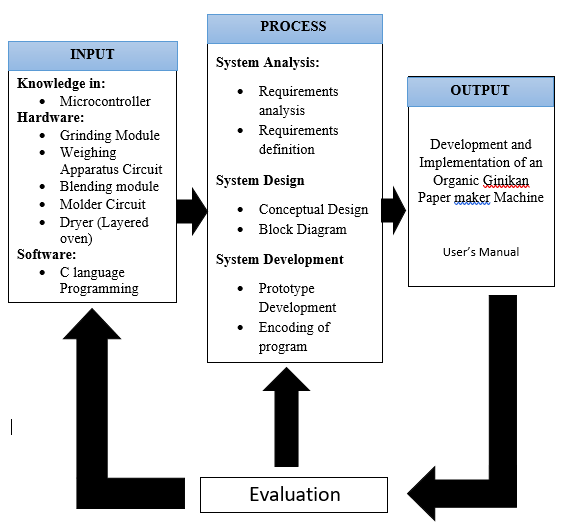 INPUT
Knowledge in:
• Microcontroller
Hardware:
• Grinding Module
• Weighing
Apparatus Circuit
• Blending module
• Molder Circuit
• Dryer (Layered
oven)
Software:
• C language
Programming
PROCESS
System Analysis:
• Requirements
analysis
• Requirements
definition
System Design
• Conceptual Design
• Block Diagram
System Development
• Prototype
Development
• Encoding of
program
OUTPUT
Development and
Implementation of an
Organic Ginikan
Paper maker Machine
User's Manual
Evaluation